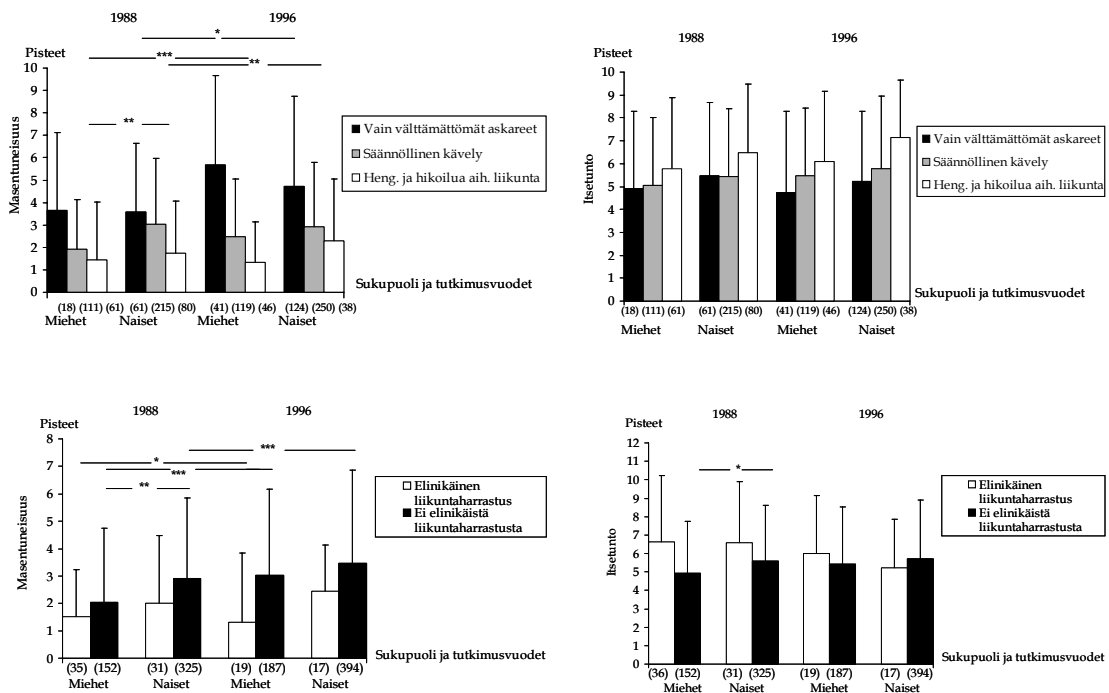 1988 1996
*
Pisteet
***
**
**
10
9
8
7
6
5
4
3
2
1
0
Masentuneisuus
Vain välttämättömät askareet
Säännöllinen kävely
Heng. ja hikoilua aih. liikunta
Sukupuoli ja tutkimusvuodet
(18) (111) (61) (61) (215) (80) (41) (119) (46) (124) (250) (38)
Miehet Naiset Miehet Naiset
1988 1996
Pisteet
10
9
8
7
6
5
4
3
2
1
0
Itsetunto
Vain välttämättömät askareet
Säännöllinen kävely
Heng. ja hikoilua aih. liikunta
Sukupuoli ja tutkimusvuodet
(18) (111) (61) (61) (215) (80) (41) (119) (46) (124) (250) (38)
Miehet Naiset Miehet Naiset
1988 1996
Pisteet
***
*
***
**
8
7
6
5
4
3
2
1
0
Masentuneisuus
Elinikäinen
liikuntaharrastus
Ei elinikäistä
liikuntaharrastusta
Sukupuoli ja tutkimusvuodet
(35) (152) (31) (325) (19) (187) (17) (394)
Miehet Naiset Miehet Naiset
1988 1996
Pisteet
*
12
11
10
9
8
7
6
5
4
3
2
1
0
Itsetunto
Elinikäinen
liikuntaharrastus
Ei elinikäistä
liikuntaharrastusta
Sukupuoli ja tutkimusvuodet
(36) (152) (31) (325) (19) (187) (17) (394)
Miehet Naiset Miehet Naiset